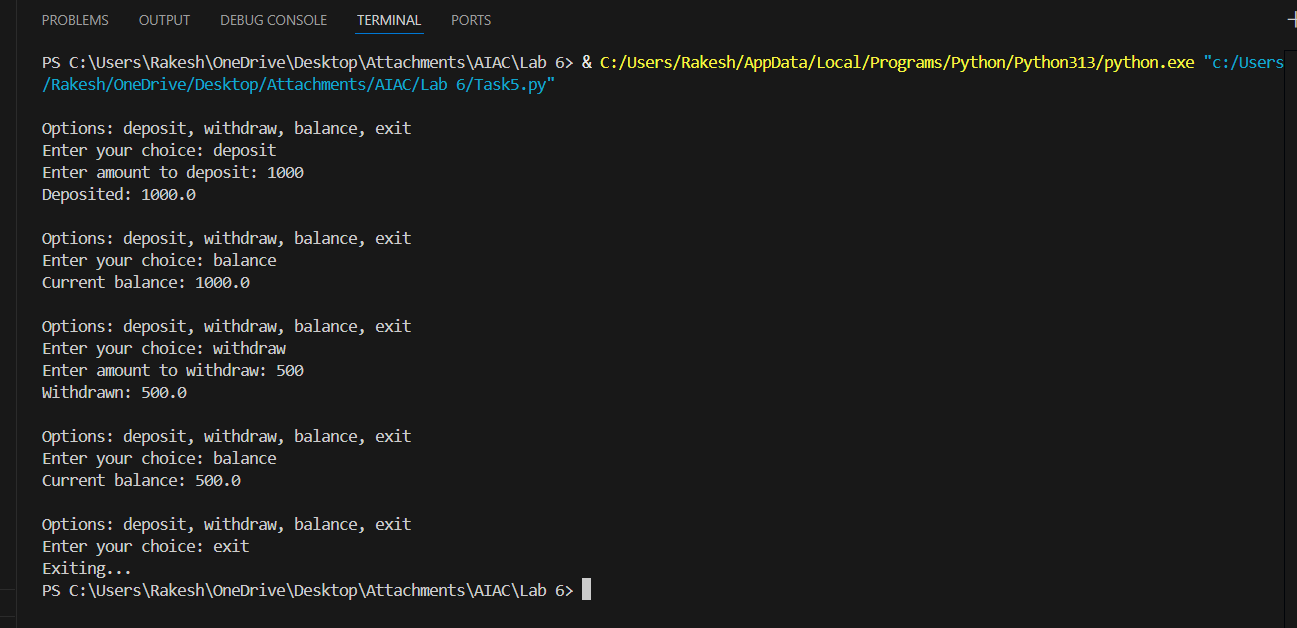 PROBLEMS OUTPUT DEBUG CONSOLE TERMINAL PORTS
PS C:\Users\Rakesh\OneDrive\Desktop\Attachments\AIAC\Lab 6> & C:/Users/Rakesh/AppData/Local/Programs/Python/Python313/python.exe "c:/Users
/Rakesh/OneDrive/Desktop/Attachments/AIAC/Lab 6/Task5.py"
Options: deposit, withdraw, balance, exit
Enter your choice: deposit
Enter amount to deposit: 1000
Deposited: 1000.0
Options: deposit, withdraw, balance, exit
Enter your choice: balance
Current balance: 1000.0
Options: deposit, withdraw, balance, exit
Enter your choice: withdraw
Enter amount to withdraw: 500
Withdrawn: 500.0
Options: deposit, withdraw, balance, exit
Enter your choice: balance
Current balance: 500.0
Options: deposit, withdraw, balance, exit
Enter your choice: exit
Exiting...
PS C:\Users\Rakesh\OneDrive\Desktop\Attachments\AIAC\Lab 6>